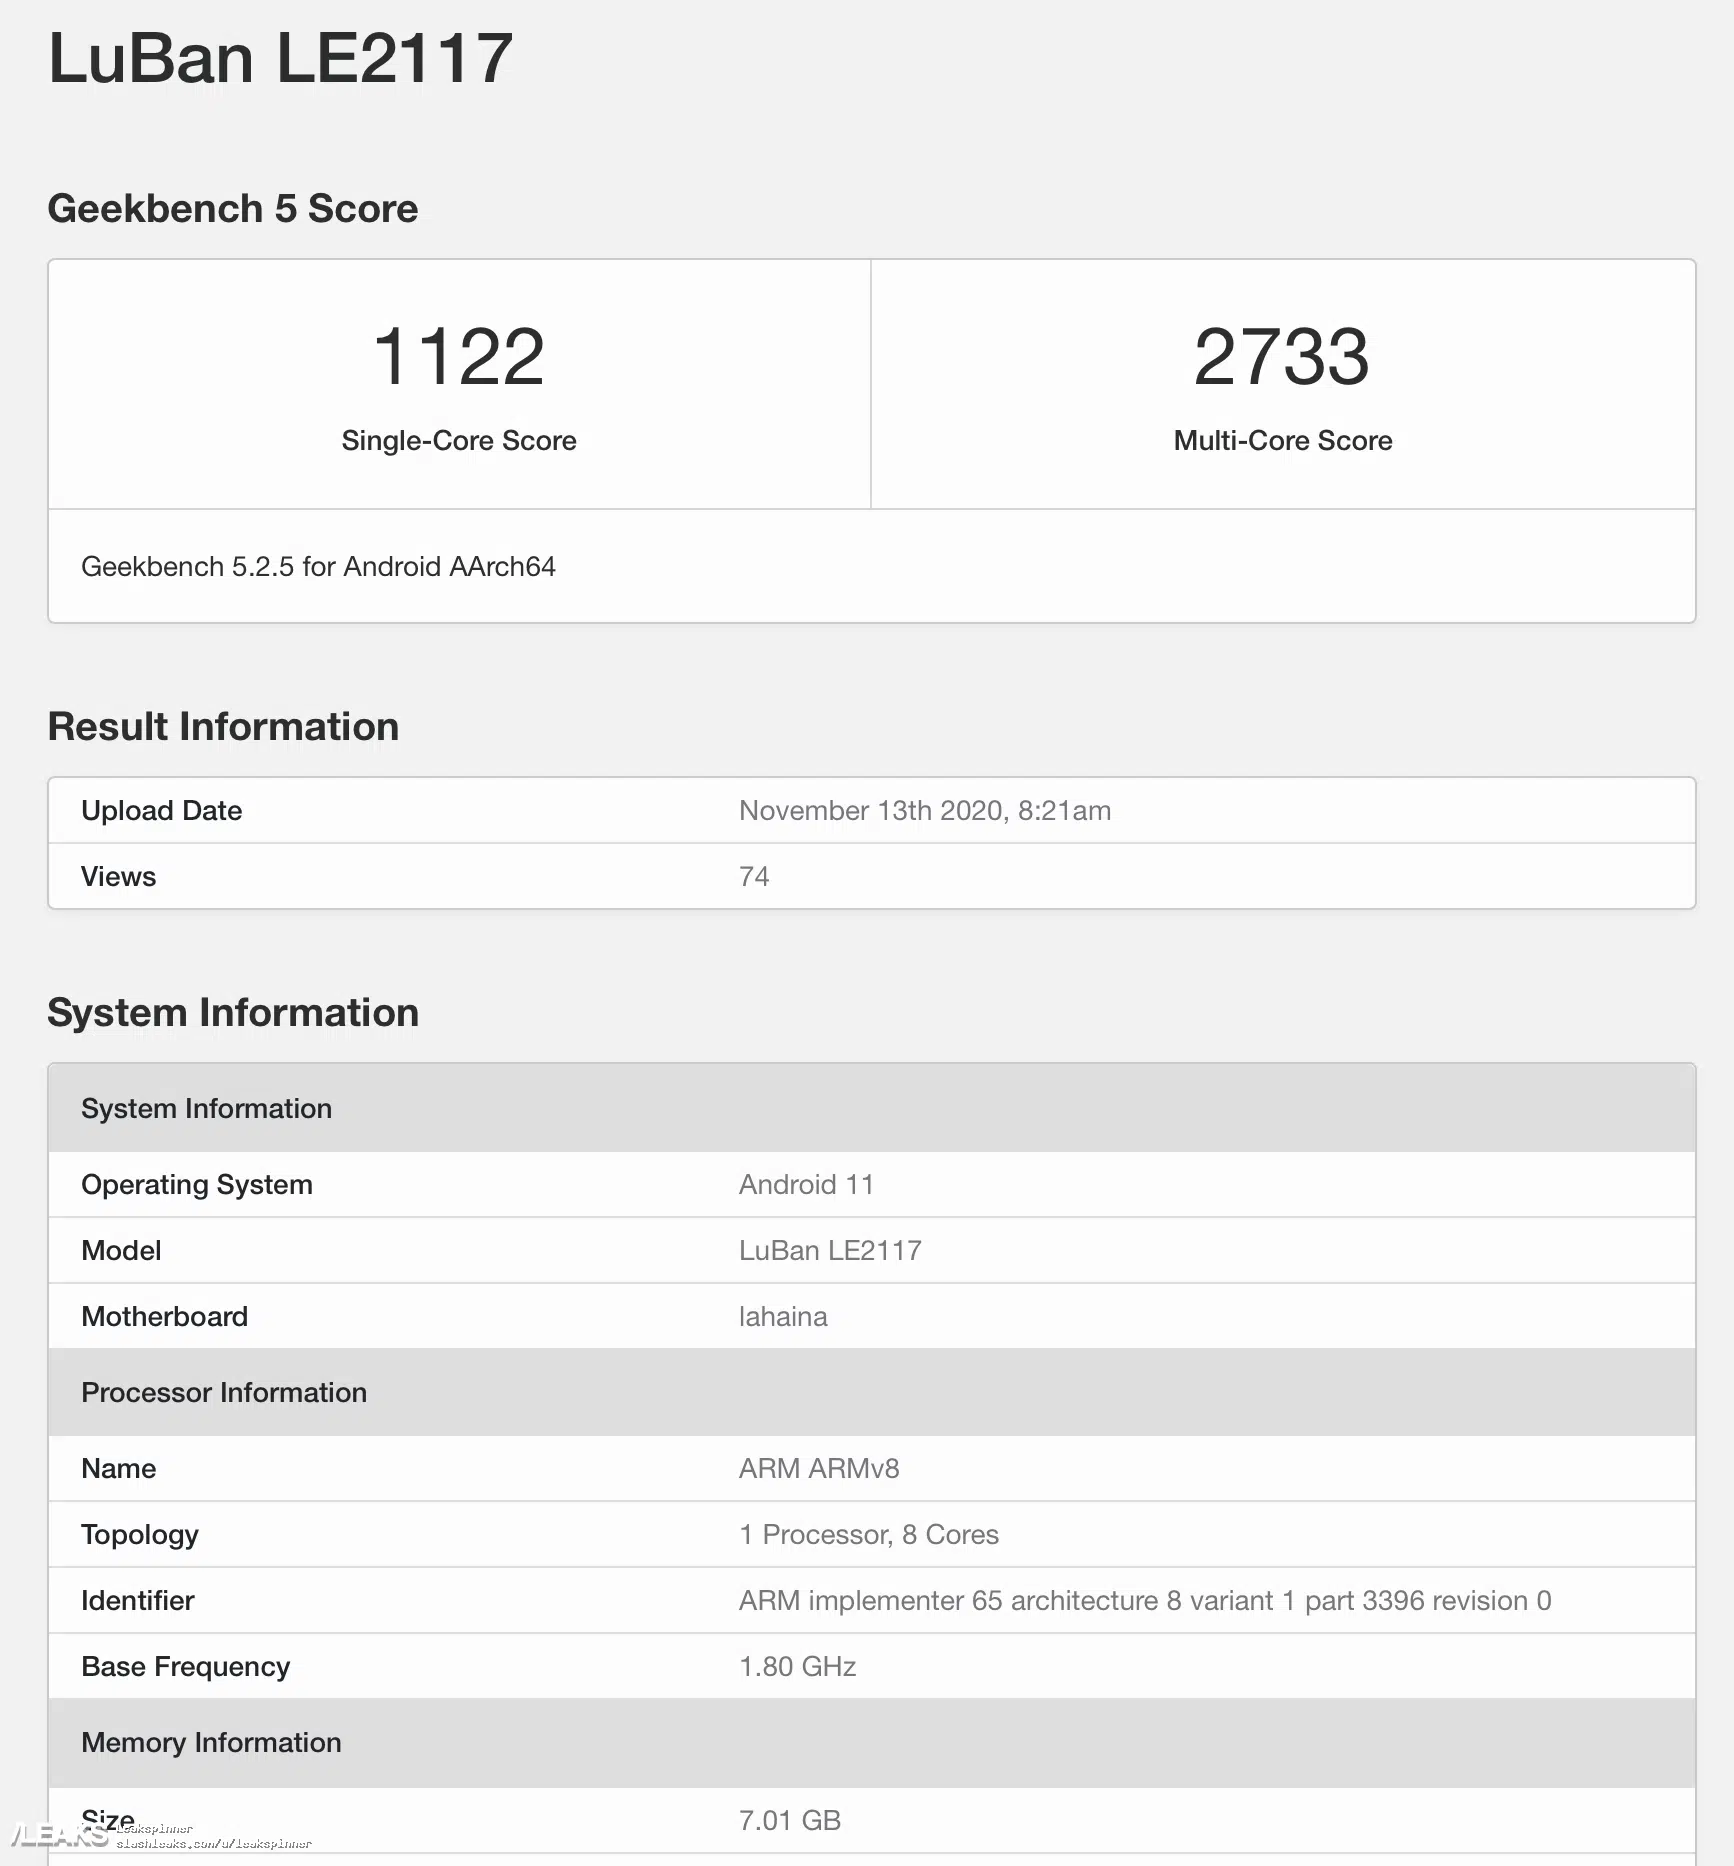 LuBan LE2117
Geekbench 5 Score
1122
Single-Core Score
2733
Multi-Core Score
Geekbench 5.2.5 for Android AArch64
Result Information
Upload Date November 13th 2020, 8:21am
Views 74
System Information
System Information
Operating System Android 11
Model LuBan LE2117
Motherboard lahaina
Processor Information
Name ARM ARMv8
Topology 1 Processor, 8 Cores
Identifier ARM implementer 65 architecture 8 variant 1 part 3396 revision 0
Base Frequency 1.80 GHz
Memory Information
Size 7.01 GB
/LEAKS
Leakspinner
slashleaks.com/u/leakspinner